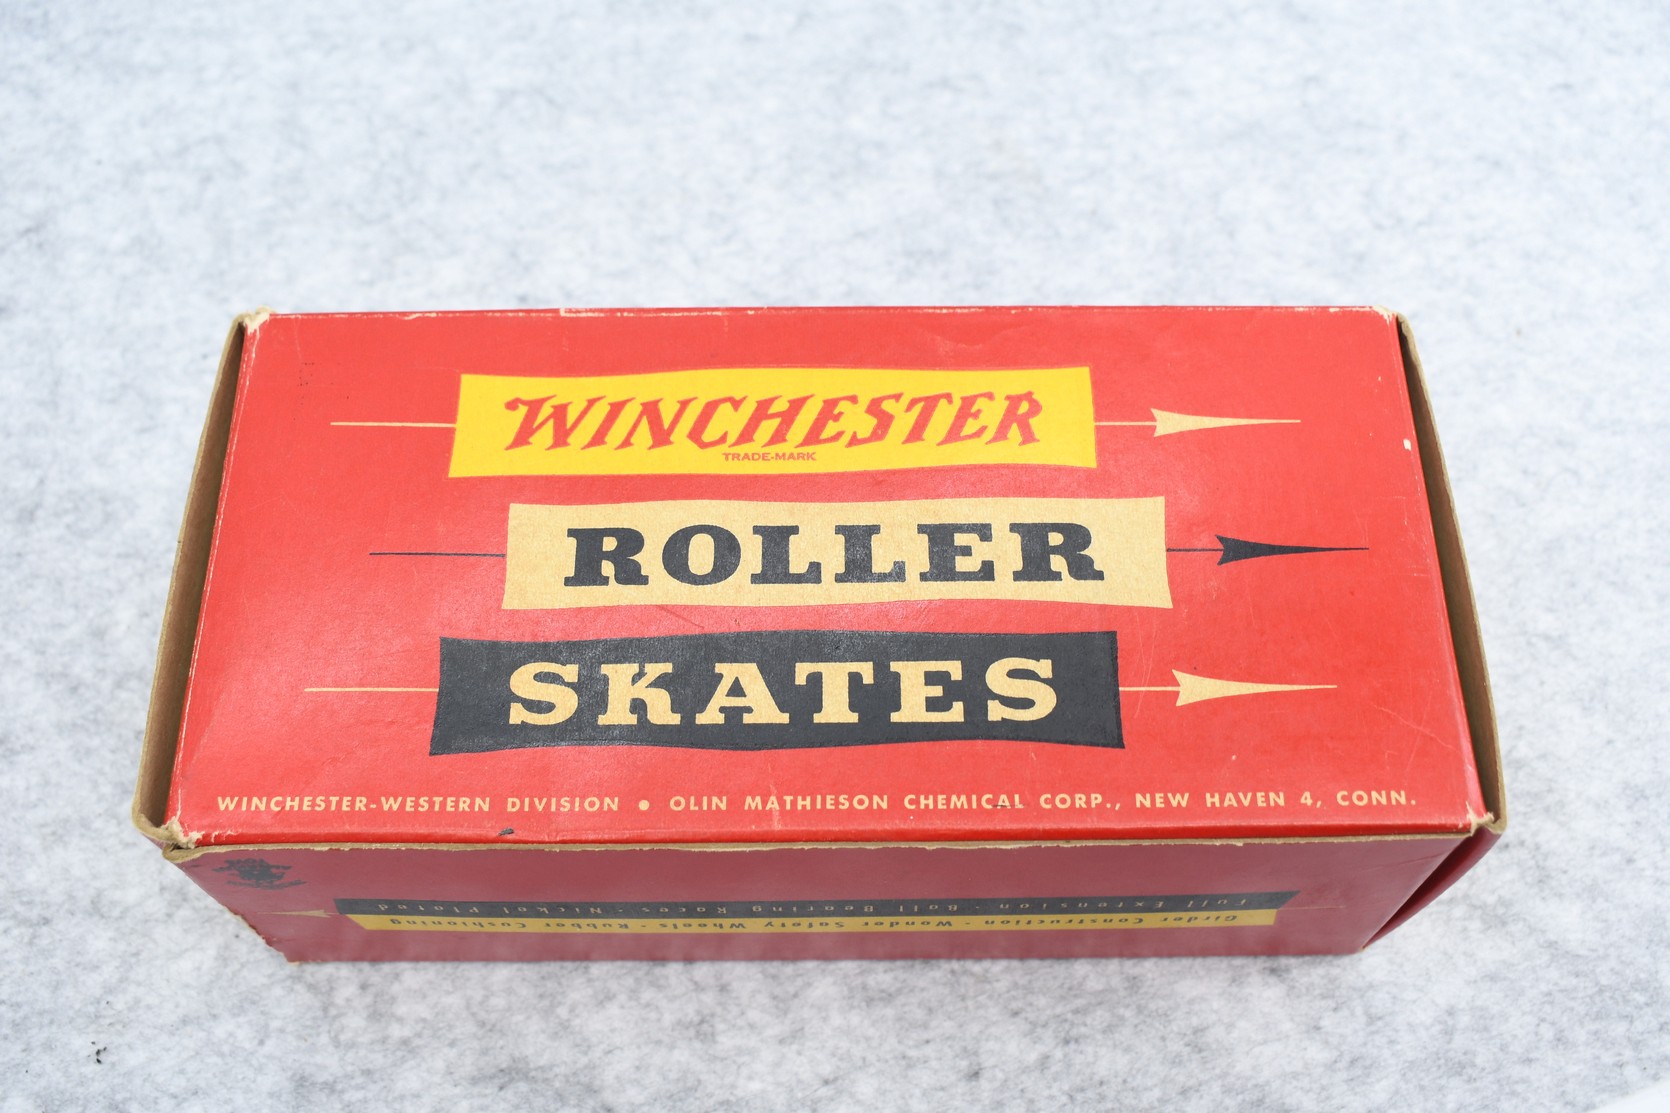 WINCHESTER
TRADE-MARK
ROLLER
SKATES
WINCHESTER-WESTERN DIVISION • OLIN MATHIESON CHEMICAL CORP., NEW HAVEN 4, CONN.
Girder Construction - Wonder Safety Wheels - Rubber Cushioning
Full Extension - Ball Bearing Races - Nickel Plated